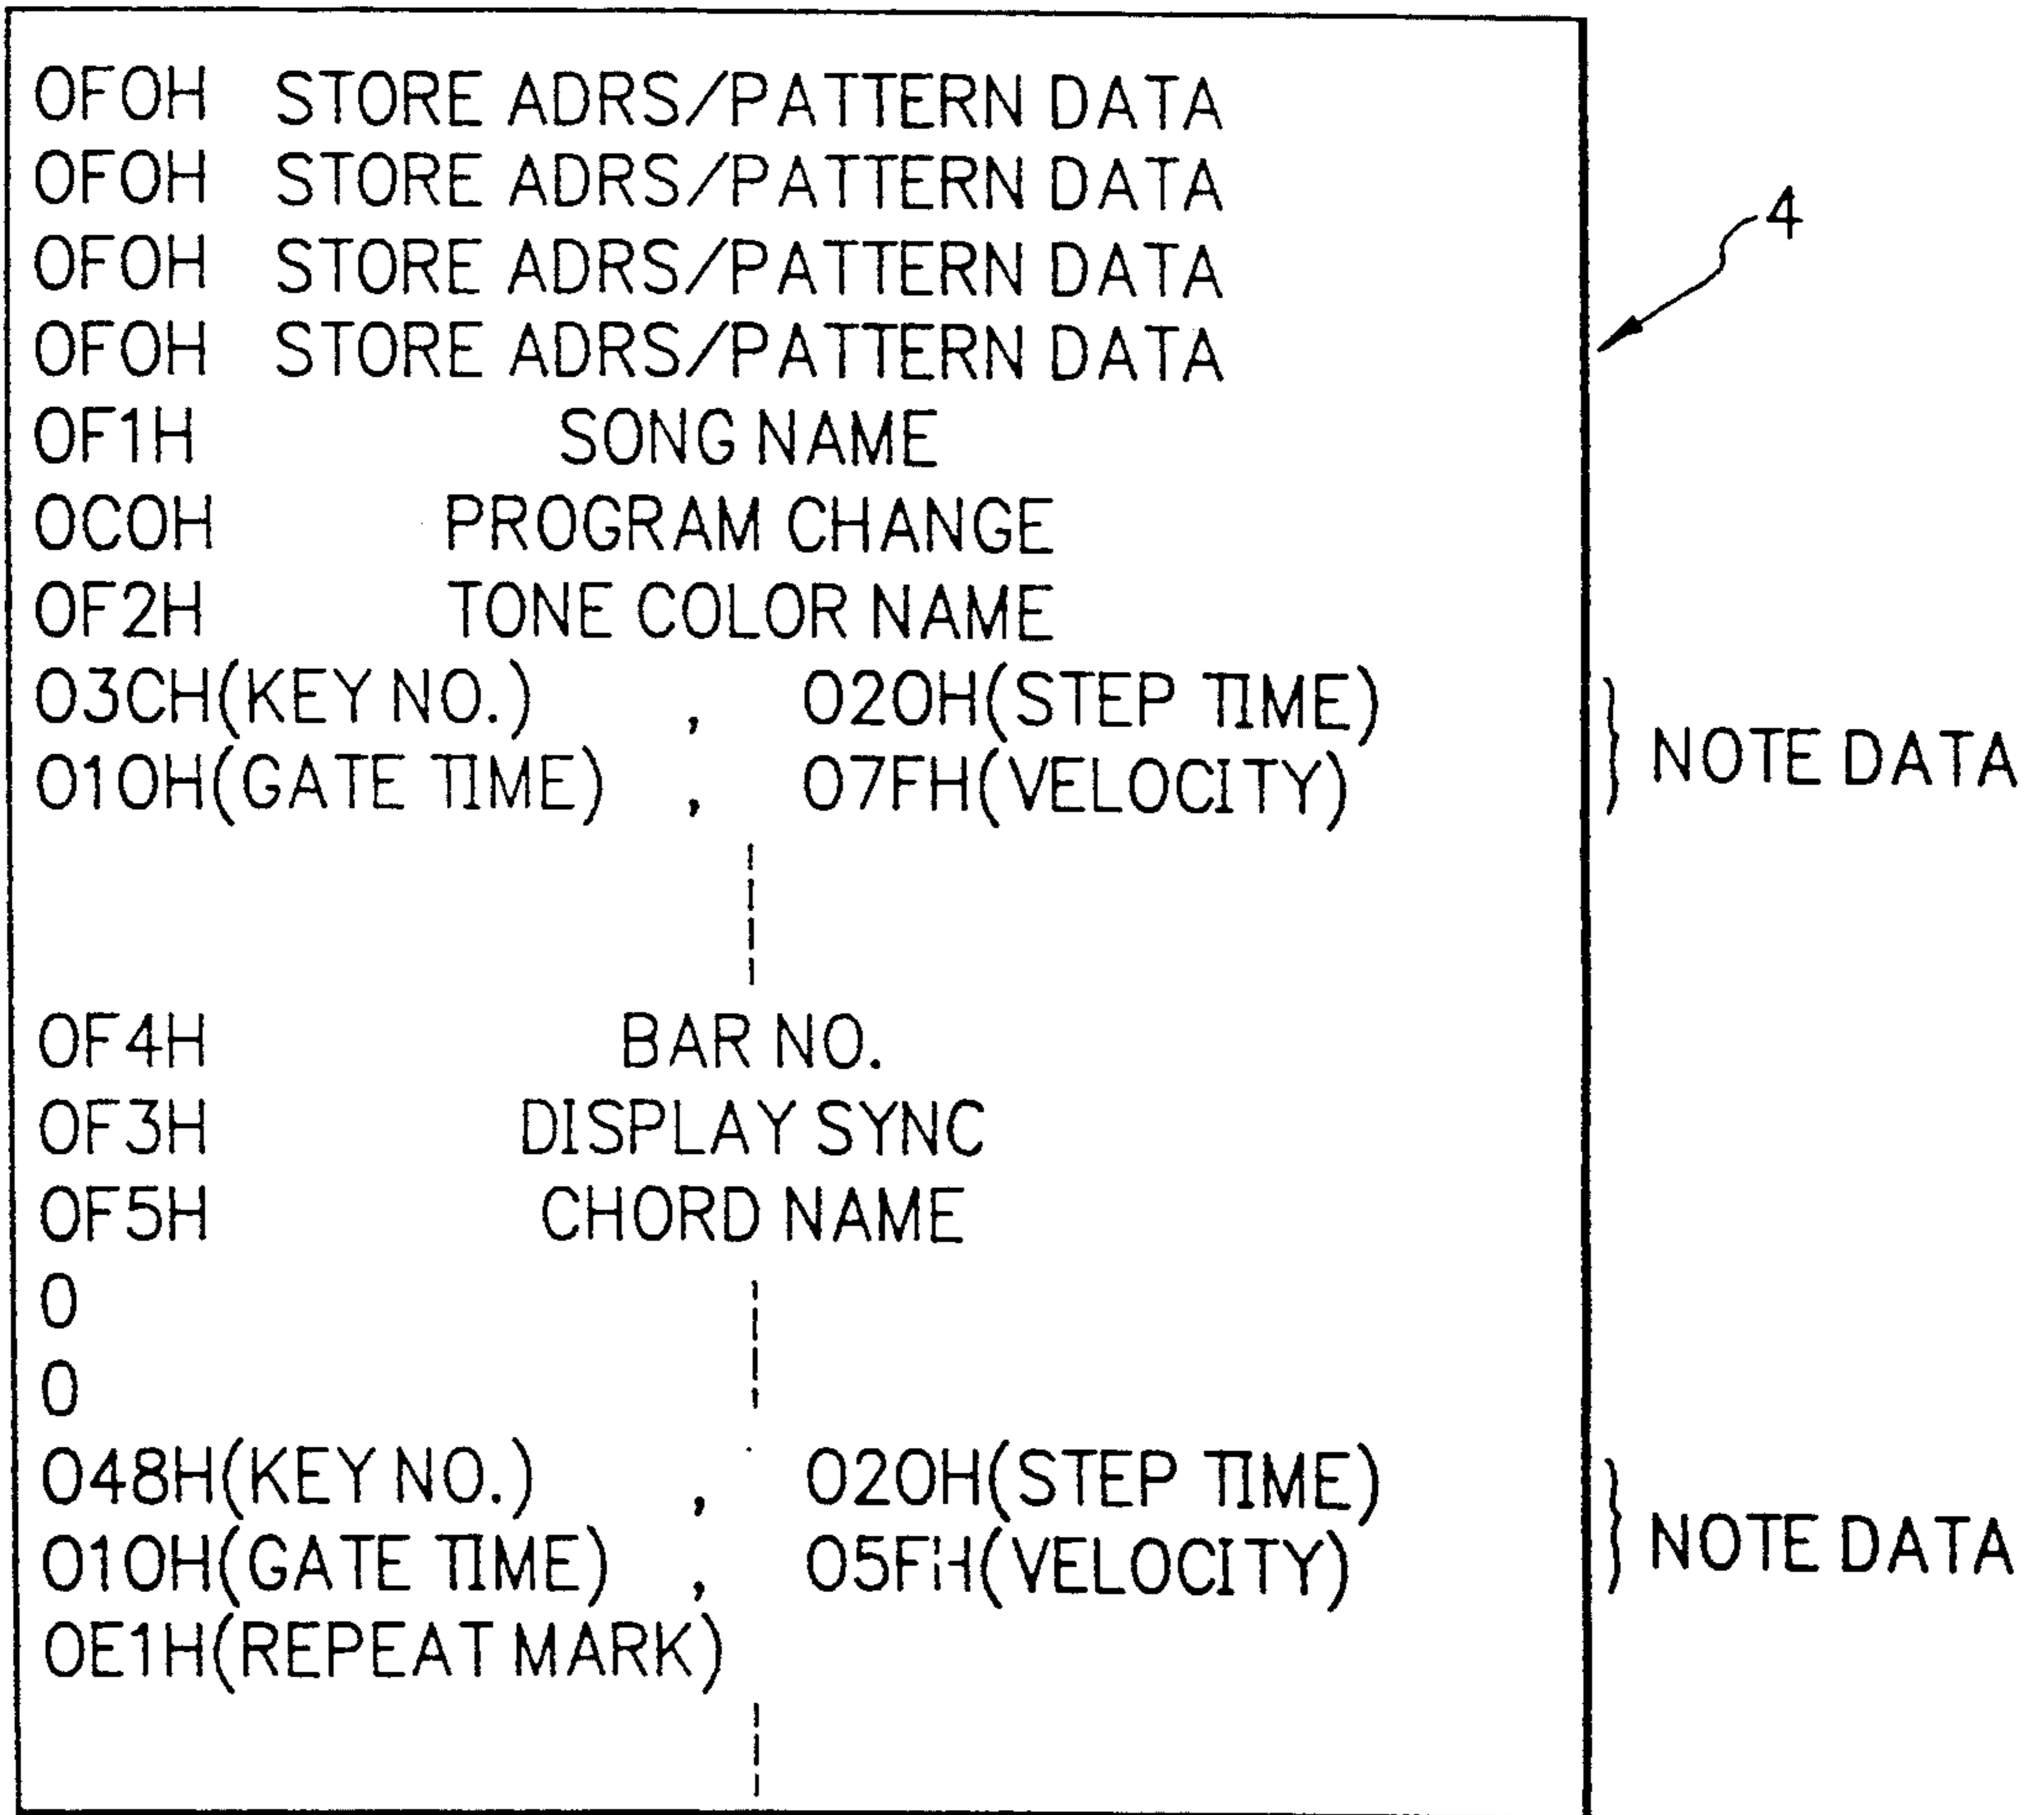 0F0H STORE ADRS/PATTERN DATA
0F0H STORE ADRS/PATTERN DATA
0F0H STORE ADRS/PATTERN DATA
0F0H STORE ADRS/PATTERN DATA
4
0F1H SONG NAME
0C0H PROGRAM CHANGE
0F2H TONE COLOR NAME
03CH(KEY NO.) , 020H(STEP TIME)
010H(GATE TIME) , 07FH(VELOCITY)
} NOTE DATA
0F4H BAR NO.
0F3H DISPLAY SYNC
0F5H CHORD NAME
0
0
048H(KEY NO.) , 020H(STEP TIME)
010H(GATE TIME) , 05FH(VELOCITY)
} NOTE DATA
0E1H(REPEAT MARK)